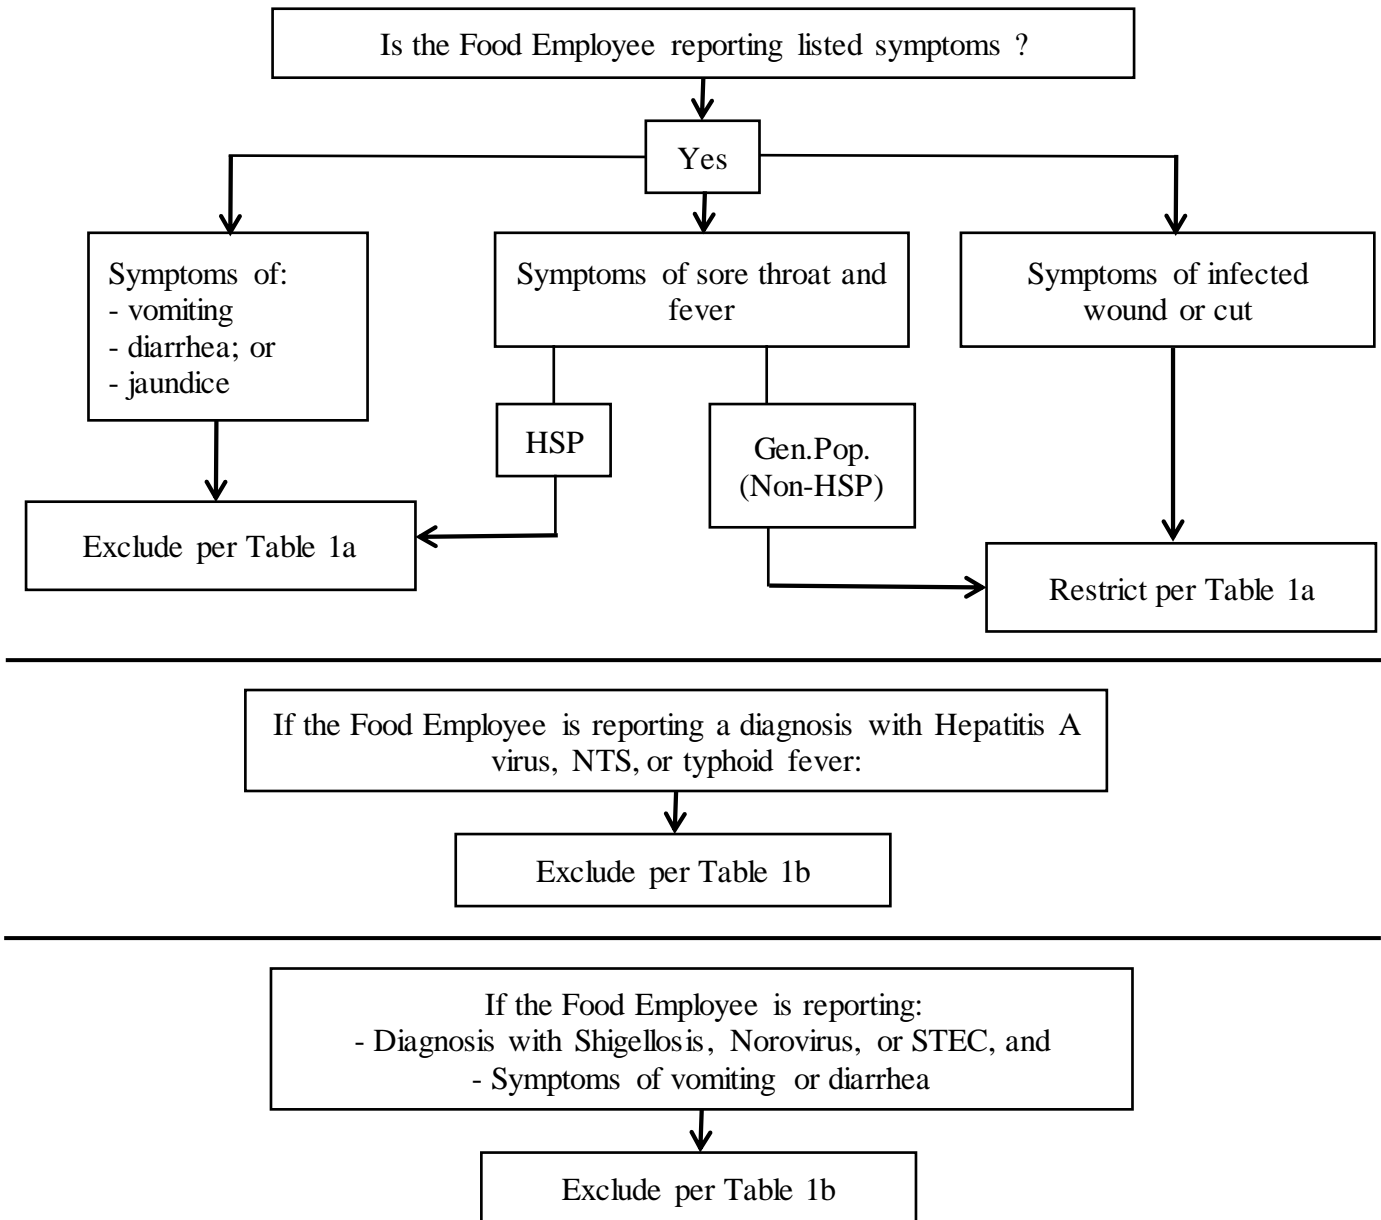 Is the Food Employee reporting listed symptoms ?
Yes
Symptoms of:
- vomiting
- diarrhea; or
- jaundice
Symptoms of sore throat and
fever
Symptoms of infected
wound or cut
HSP
Gen.Pop.
(Non-HSP)
Exclude per Table 1a
Restrict per Table 1a
If the Food Employee is reporting a diagnosis with Hepatitis A
virus, NTS, or typhoid fever:
Exclude per Table 1b
If the Food Employee is reporting:
- Diagnosis with Shigellosis, Norovirus, or STEC, and
- Symptoms of vomiting or diarrhea
Exclude per Table 1b